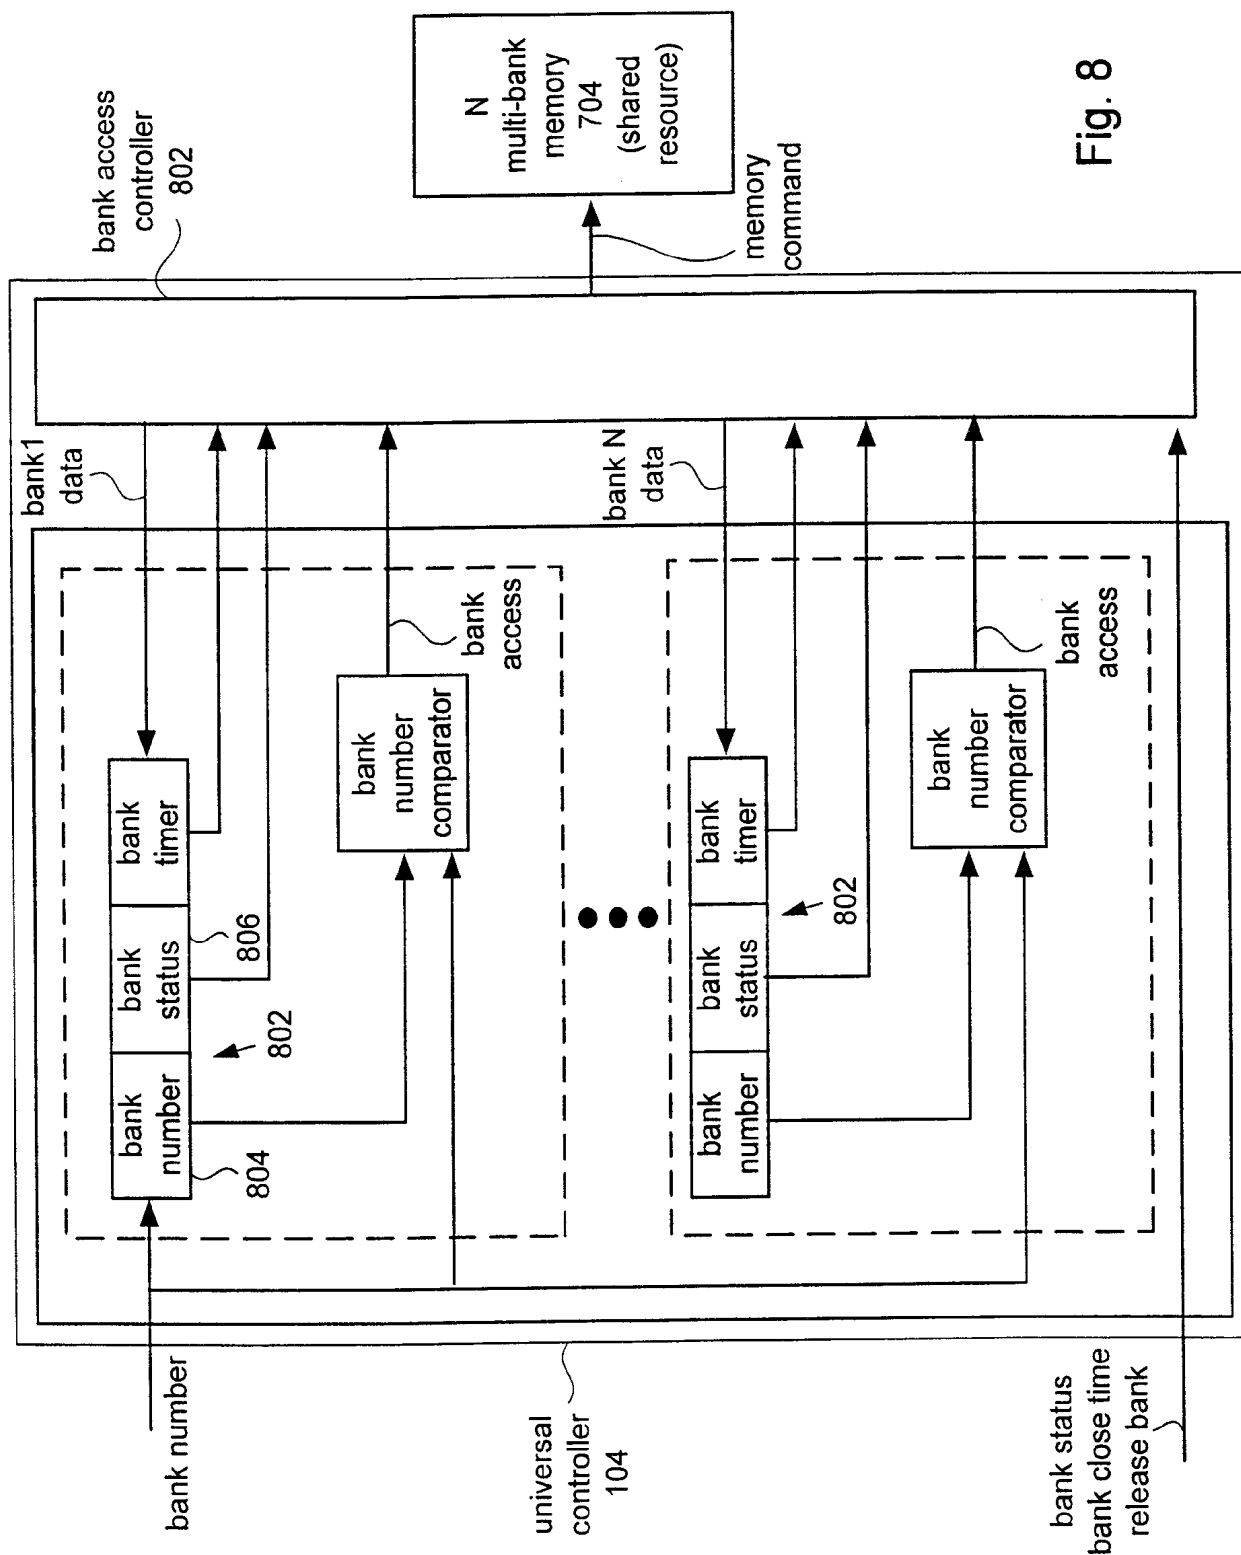 bank number
universal
controller
104
bank status
bank close time
release bank
bank
number
804
802
bank
status
806
bank
timer
bank
number
comparator
bank
access
bank1
data
bank
number
bank
status
802
bank
timer
bank
number
comparator
bank
access
bank N
data
bank access
controller
802
memory
command
N
multi-bank
memory
704
(shared
resource)
Fig. 8